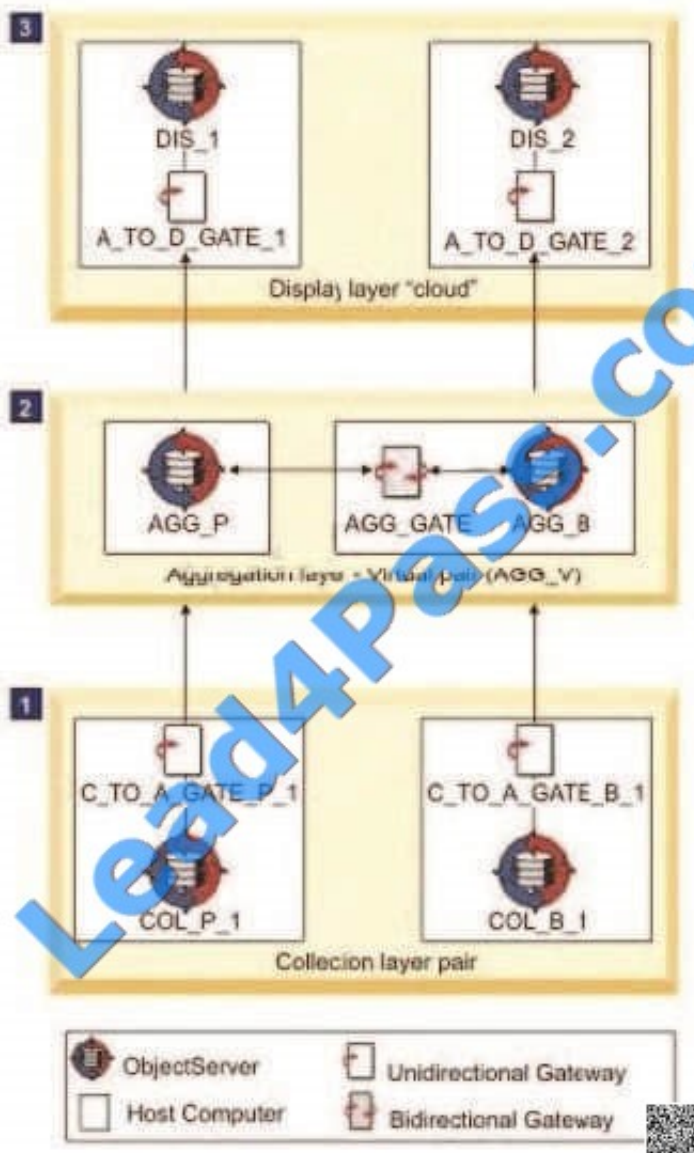 3
DIS_1
DIS_2
A_TO_D_GATE_1
A_TO_D_GATE_2
Display layer "cloud"
2
AGG_P
AGG_GATE
AGG_B
Aggregation layer - Virtual pair (AGG_V)
1
C_TO_A_GATE_P_1
C_TO_A_GATE_B_1
COL_P_1
COL_B_1
Collecion layer pair
ObjectServer
Unidirectional Gateway
Host Computer
Bidirectional Gateway
Lead4Pass.co